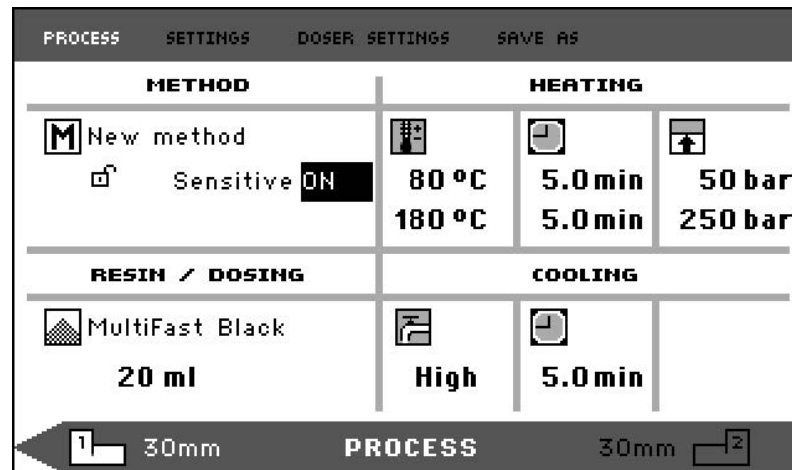 PROCESS SETTINGS DOSER SETTINGS SAVE AS
METHOD
HEATING
M New method
Sensitive ON
80 ºC 5.0 min 50 bar
180 ºC 5.0 min 250 bar
RESIN / DOSING
COOLING
MultiFast Black
20 ml
High 5.0 min
1 30mm PROCESS 30mm 2